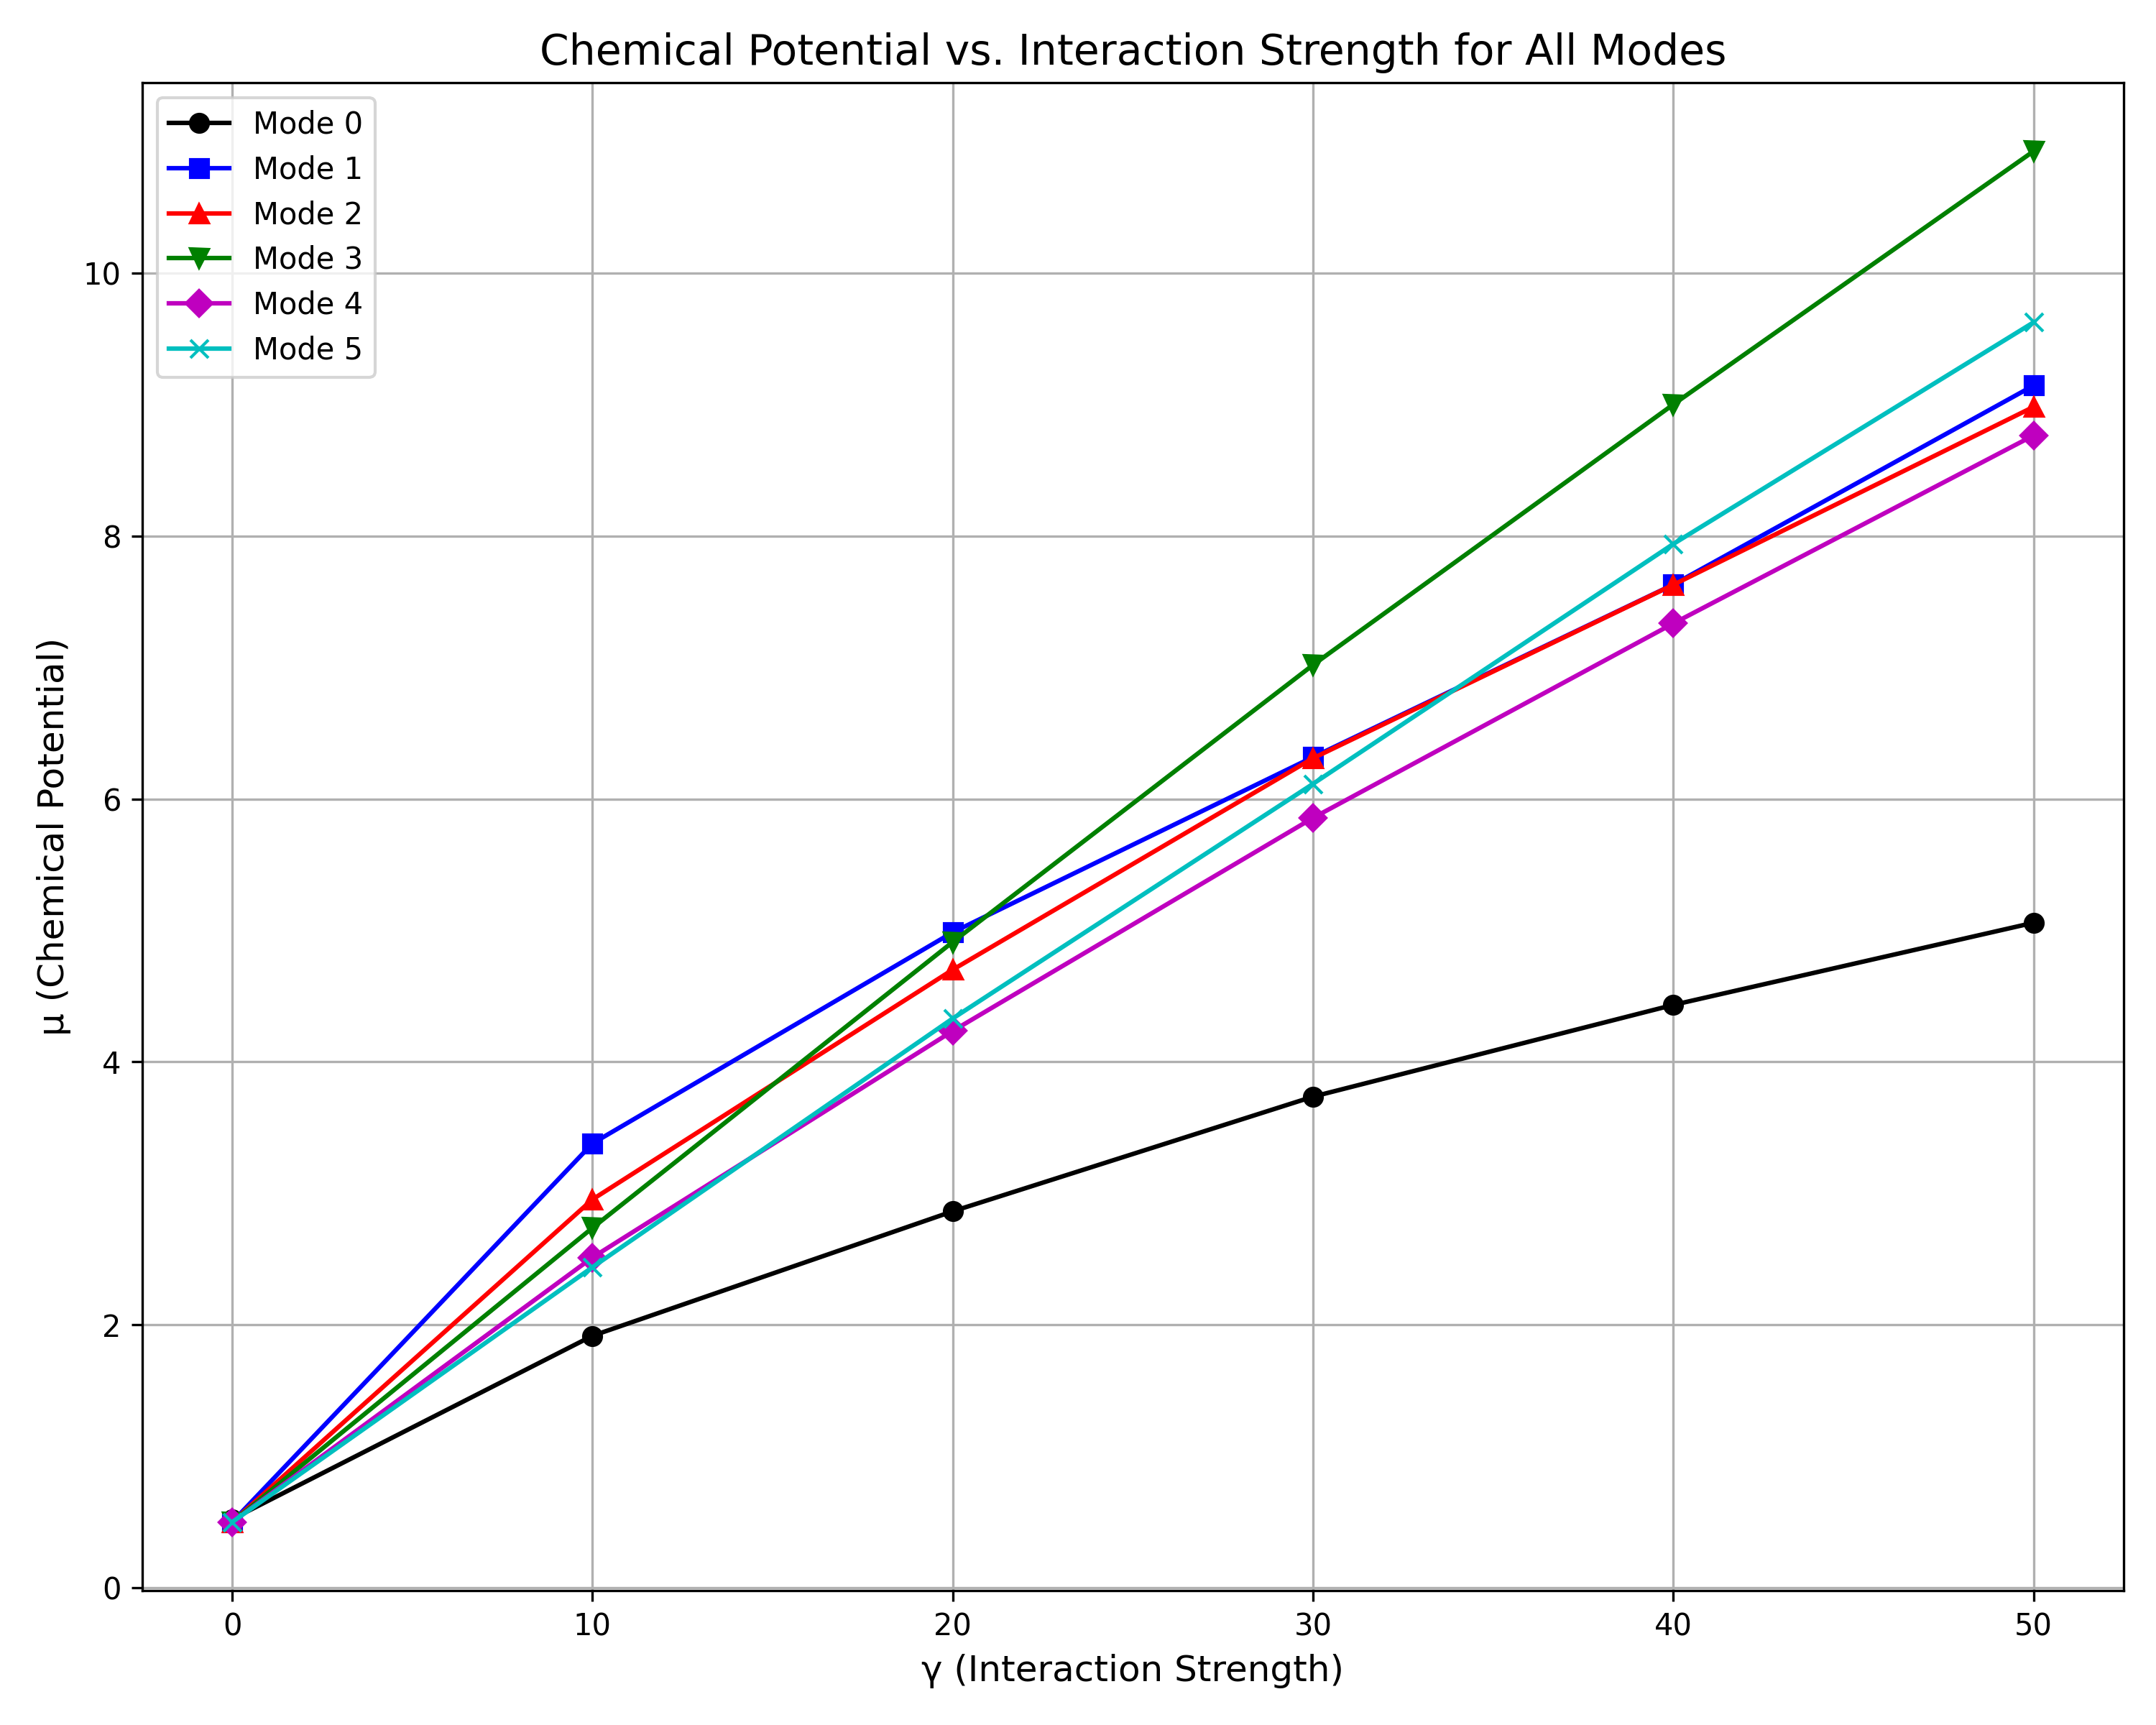 Chemical Potential vs. Interaction Strength for All Modes
Mode 0
Mode 1
Mode 2
Mode 3
Mode 4
Mode 5
μ (Chemical Potential)
10
8
6
4
2
0
0 10 20 30 40 50
γ (Interaction Strength)